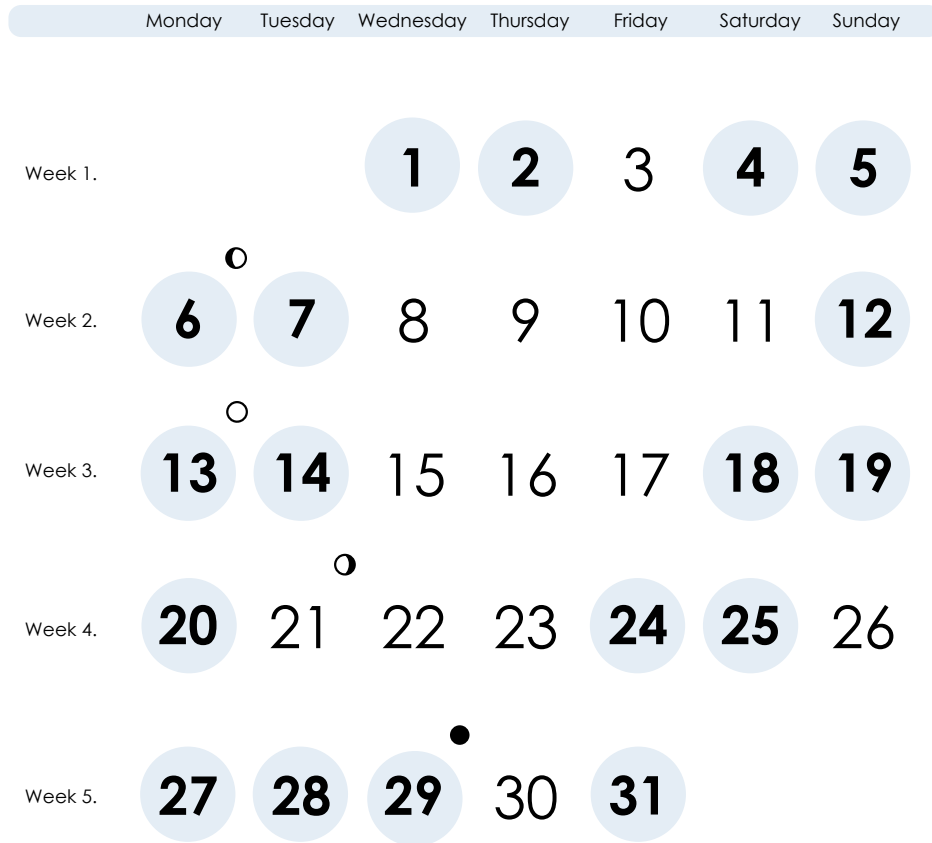 Monday Tuesday Wednesday Thursday Friday Saturday Sunday
Week 1. 1 2 3 4 5
Week 2. 6 7 8 9 10 11 12
Week 3. 13 14 15 16 17 18 19
Week 4. 20 21 22 23 24 25 26
Week 5. 27 28 29 30 31